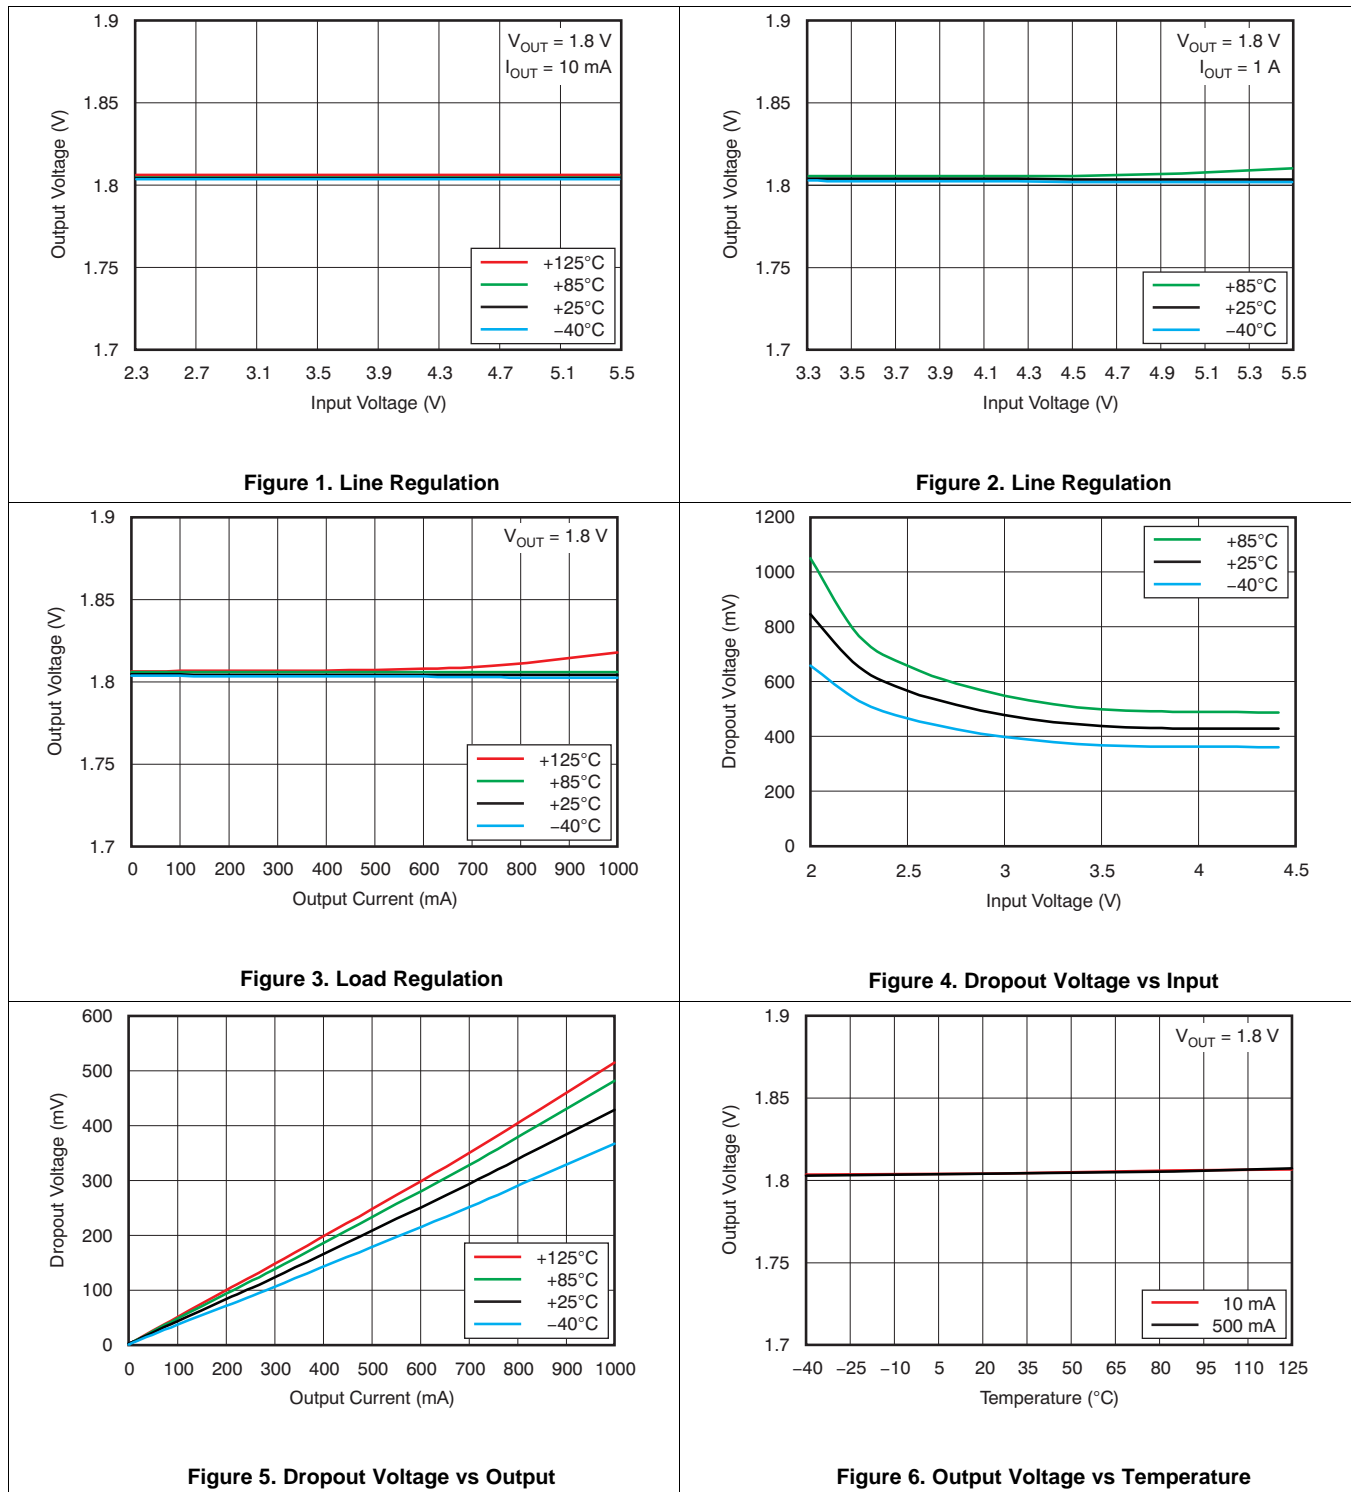 1.9
1.85
1.8
1.75
1.7
Output Voltage (V)
V_OUT = 1.8 V
I_OUT = 10 mA
+125°C
+85°C
+25°C
−40°C
2.3 2.7 3.1 3.5 3.9 4.3 4.7 5.1 5.5
Input Voltage (V)
Figure 1. Line Regulation
1.9
1.85
1.8
1.75
1.7
Output Voltage (V)
V_OUT = 1.8 V
I_OUT = 1 A
+85°C
+25°C
−40°C
3.3 3.5 3.7 3.9 4.1 4.3 4.5 4.7 4.9 5.1 5.3 5.5
Input Voltage (V)
Figure 2. Line Regulation
1.9
1.85
1.8
1.75
1.7
Output Voltage (V)
V_OUT = 1.8 V
+125°C
+85°C
+25°C
−40°C
0 100 200 300 400 500 600 700 800 900 1000
Output Current (mA)
Figure 3. Load Regulation
1200
1000
800
600
400
200
0
Dropout Voltage (mV)
+85°C
+25°C
−40°C
2 2.5 3 3.5 4 4.5
Input Voltage (V)
Figure 4. Dropout Voltage vs Input
600
500
400
300
200
100
0
Dropout Voltage (mV)
+125°C
+85°C
+25°C
−40°C
0 100 200 300 400 500 600 700 800 900 1000
Output Current (mA)
Figure 5. Dropout Voltage vs Output
1.9
1.85
1.8
1.75
1.7
Output Voltage (V)
V_OUT = 1.8 V
10 mA
500 mA
−40 −25 −10 5 20 35 50 65 80 95 110 125
Temperature (°C)
Figure 6. Output Voltage vs Temperature